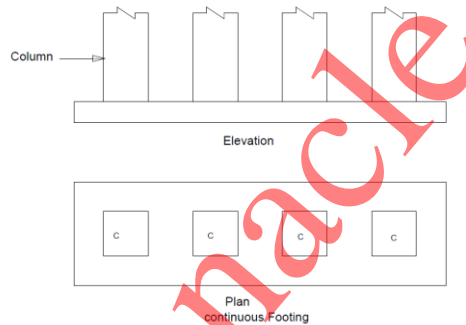 Column
Elevation
C C C C
Plan
continuous Footing
nacle